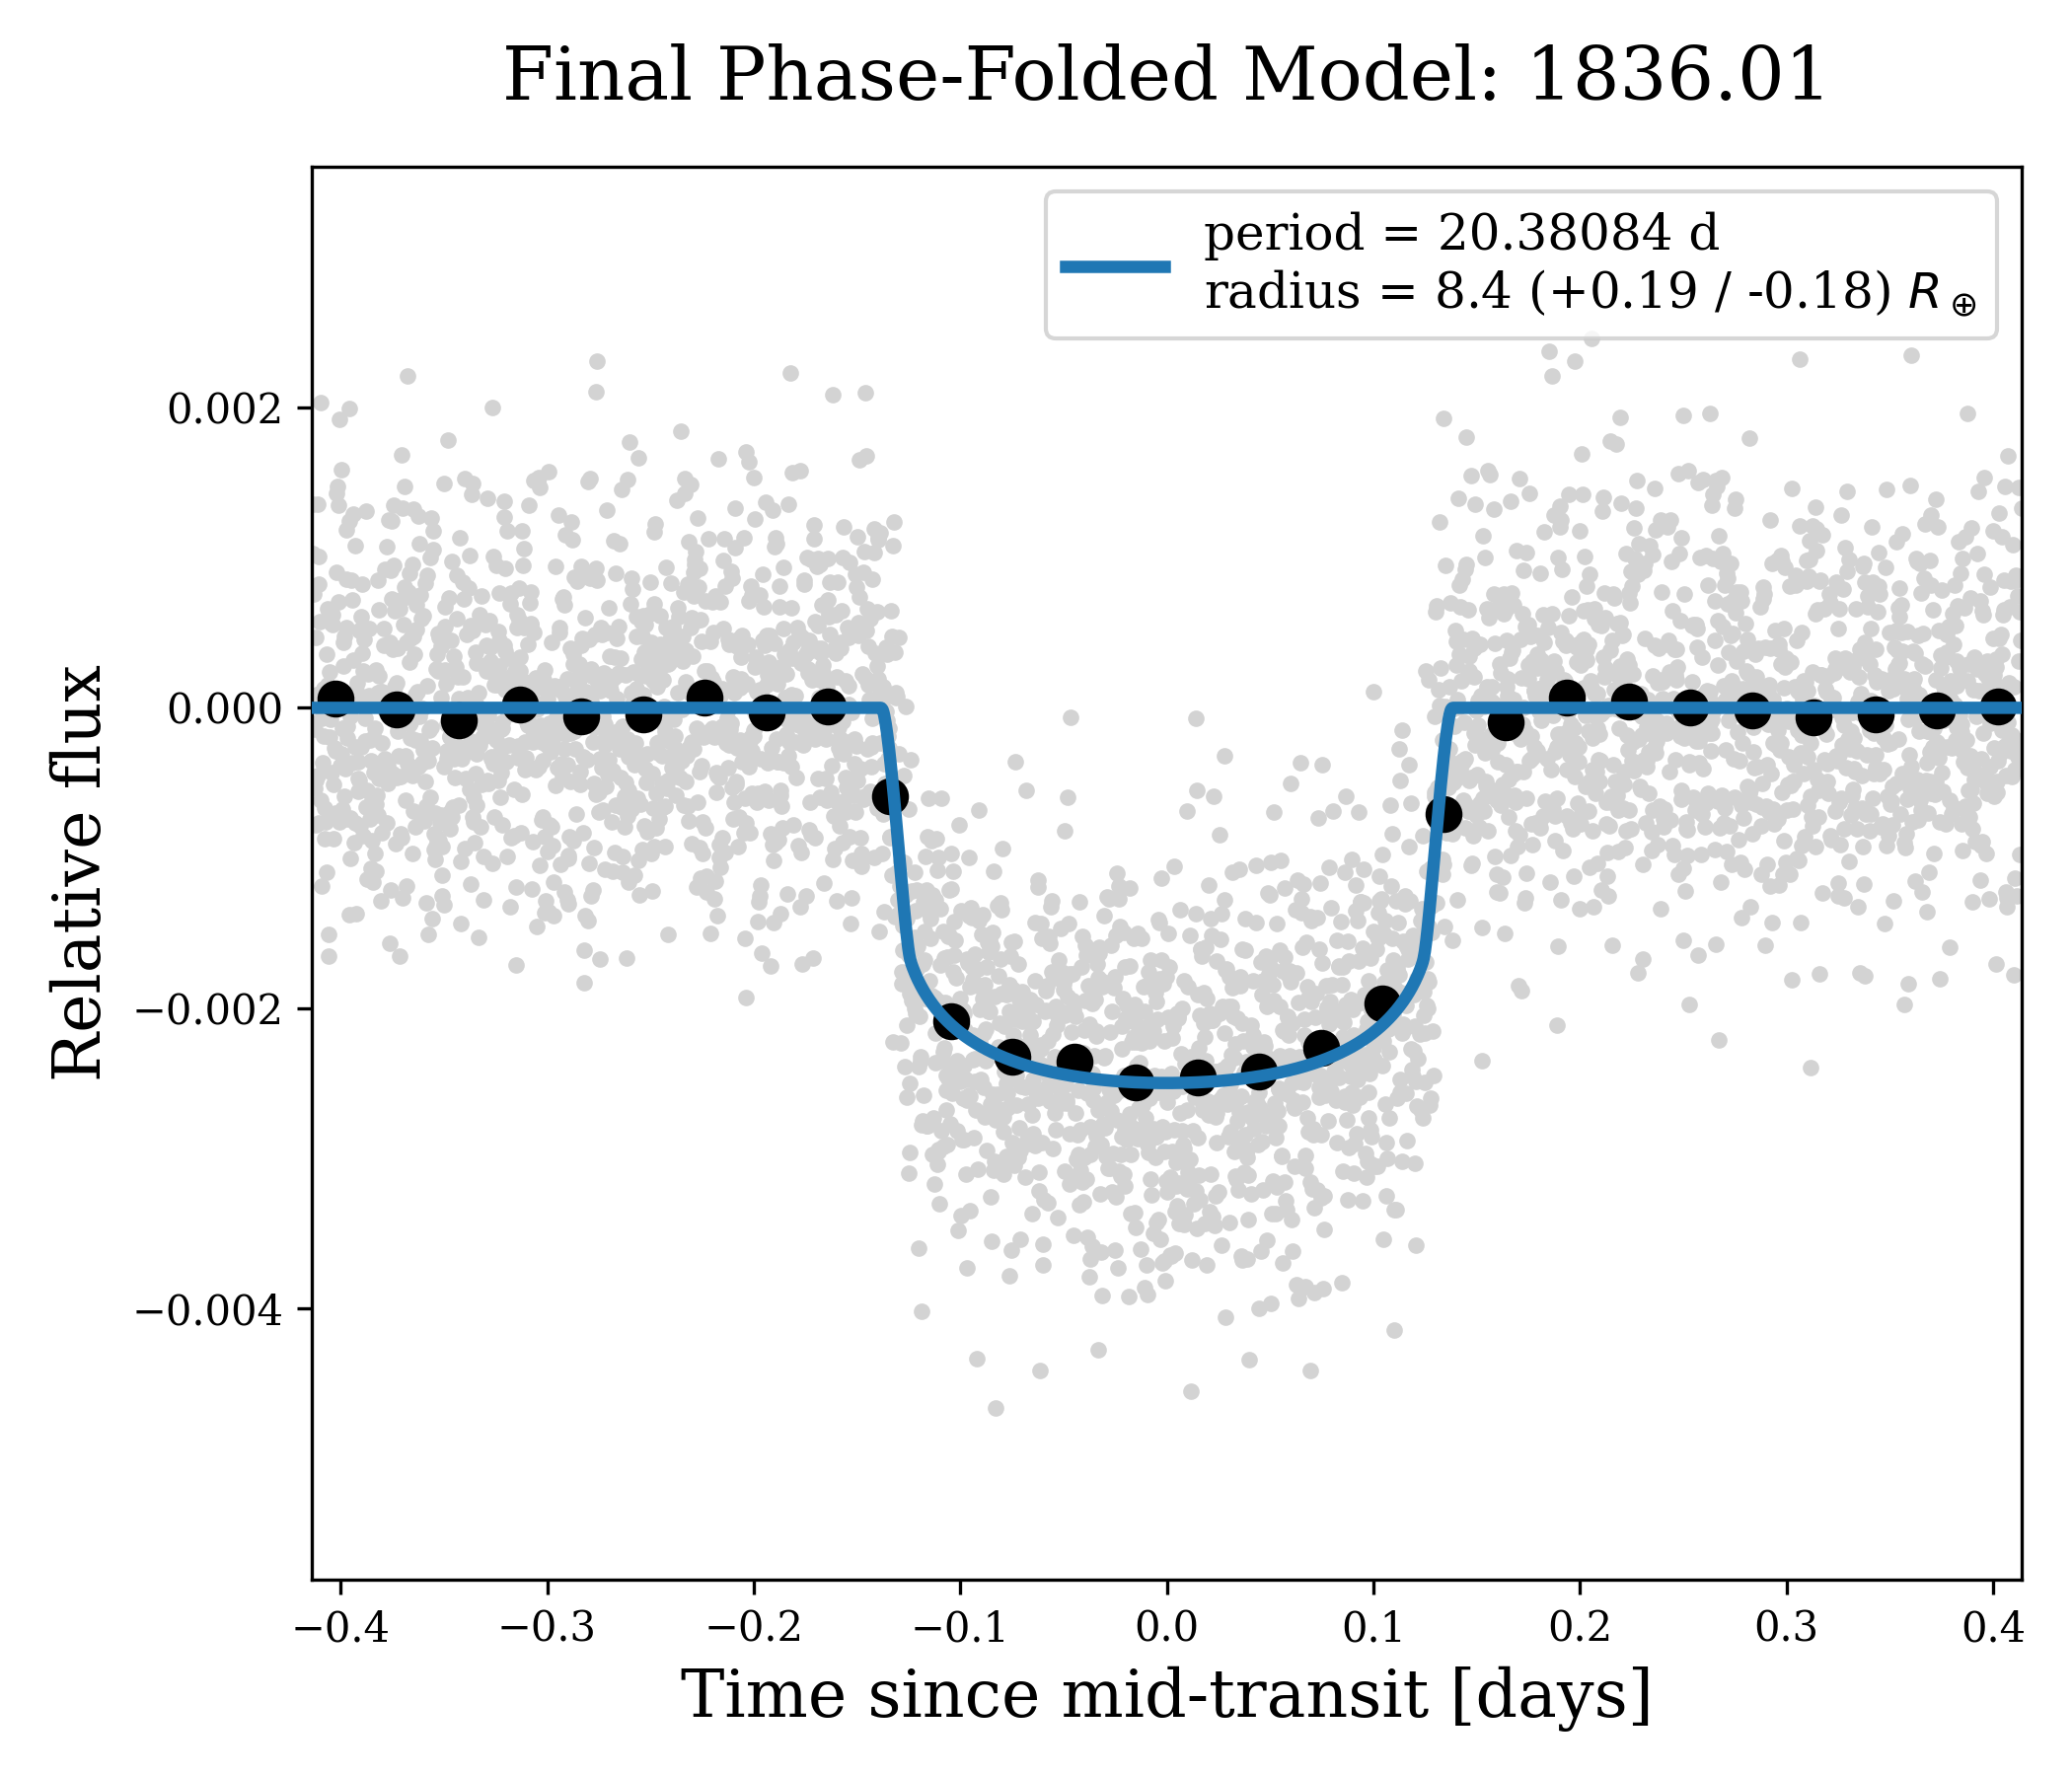 Final Phase-Folded Model: 1836.01
period = 20.38084 d
radius = 8.4 (+0.19 / -0.18) R⊕
0.002
0.000
−0.002
−0.004
Relative flux
−0.4 −0.3 −0.2 −0.1 0.0 0.1 0.2 0.3 0.4
Time since mid-transit [days]